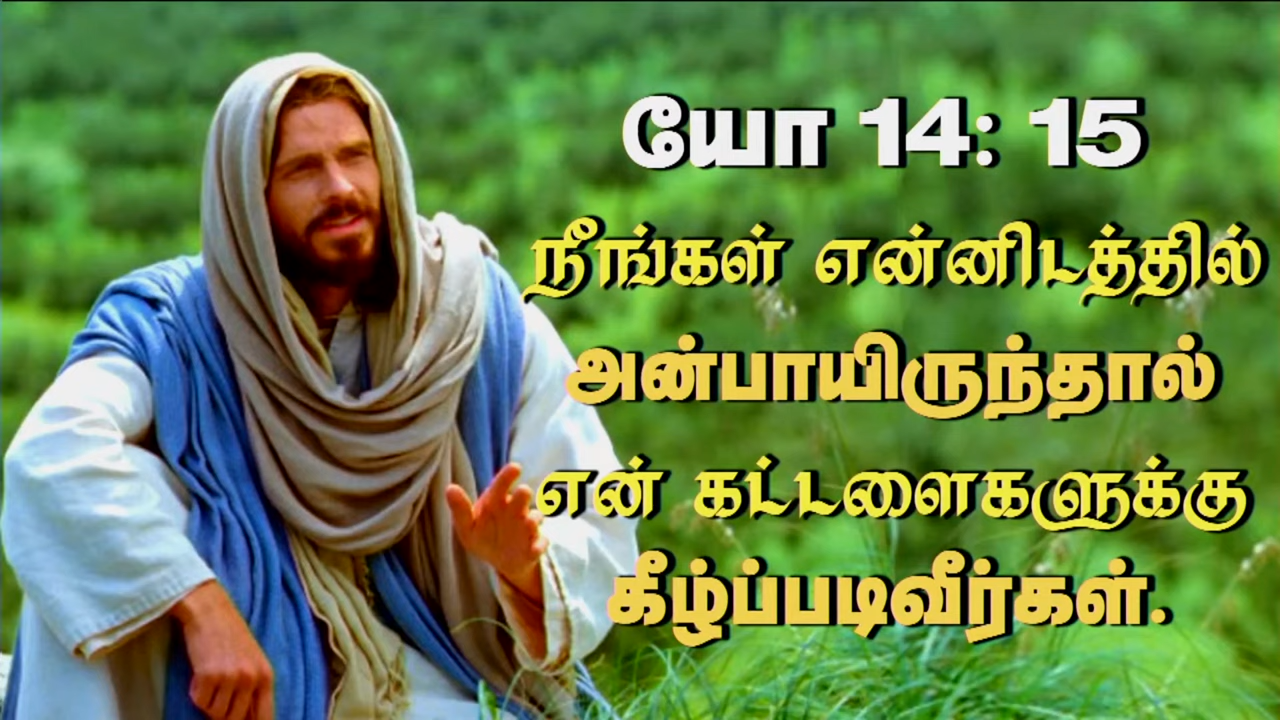 யோ 14: 15
நீங்கள் என்னிடத்தில்
அன்பாயிருந்தால்
என் கட்டளைகளுக்கு
கீழ்ப்படிவீர்கள்.